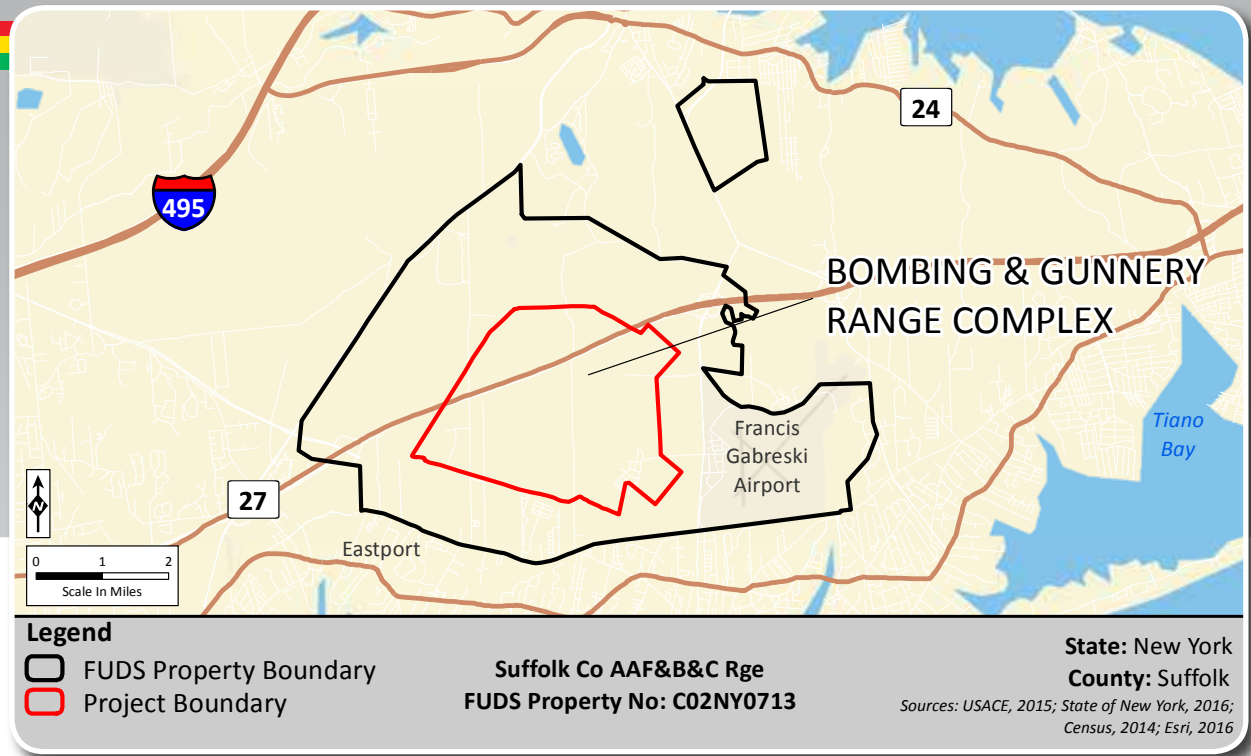 24
495
BOMBING & GUNNERY
RANGE COMPLEX
Francis
Gabreski
Airport
Tiano
Bay
27
N
Eastport
0 1 2
Scale In Miles
Legend
FUDS Property Boundary
Project Boundary
Suffolk Co AAF&B&C Rge
FUDS Property No: C02NY0713
State: New York
County: Suffolk
Sources: USACE, 2015; State of New York, 2016;
Census, 2014; Esri, 2016